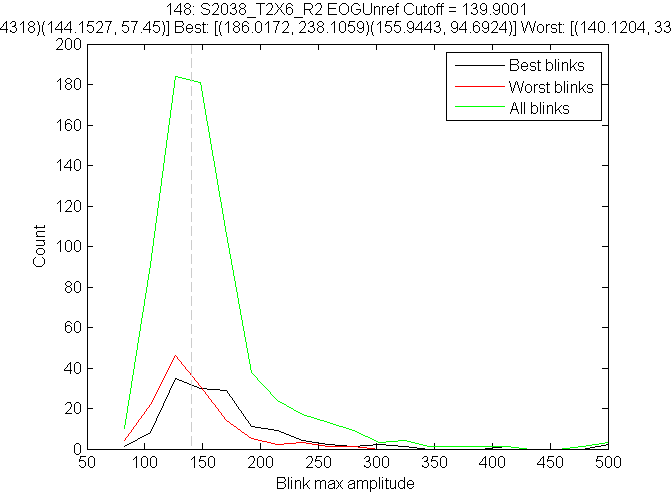 148: S2038_T2X6_R2 EOGUnref Cutoff = 139.9001
4318)(144.1527, 57.45)] Best: [(186.0172, 238.1059)(155.9443, 94.6924)] Worst: [(140.1204, 33
200
180
160
140
120
100
80
60
40
20
0
Count
Best blinks
Worst blinks
All blinks
50 100 150 200 250 300 350 400 450 500
Blink max amplitude